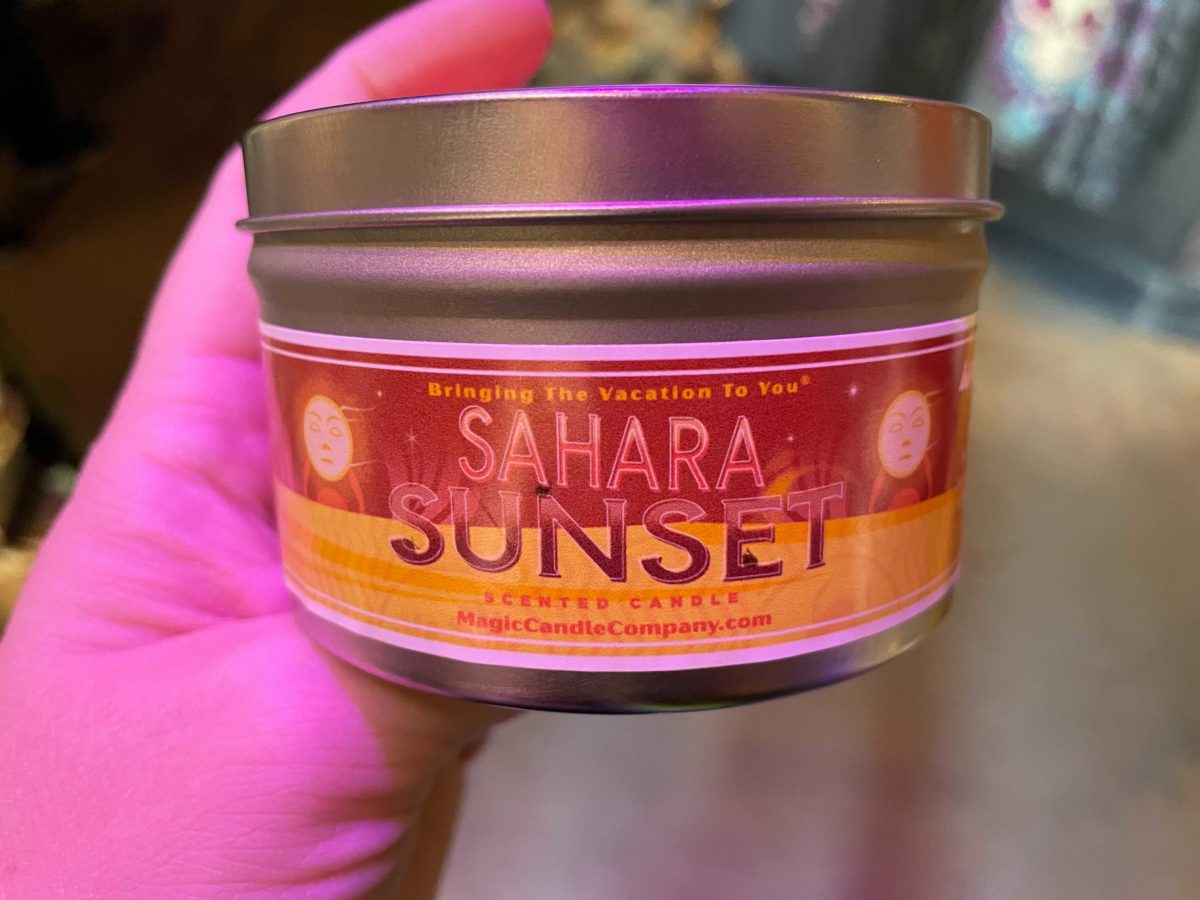 Bringing The Vacation To You®
SAHARA
SUNSET
SCENTED CANDLE
MagicCandleCompany.com